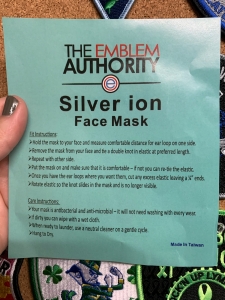 THE EMBLEM
AUTHORITY
Silver ion
Face Mask
Fit Instructions
Hold the mask to your face and measure comfortable distance for ear loop on one side.
Remove the mask from your face and tie a double knot in elastic at preferred length.
Repeat with other side.
Put the mask on and make sure that it is comfortable – if not you can re-tie the elastic.
Once you have the ear loops where you want them, cut any excess elastic leaving a ¼" ends.
Rotate elastic so the knot slides in the mask and is no longer visible.
Care Instructions:
Your mask is antibacterial and anti-microbial – it will not need washing with every wear.
If dirty you can wipe with a wet cloth.
When ready to launder, use a neutral cleaner on a gentle cycle.
Hang to Dry.
Made in Taiwan